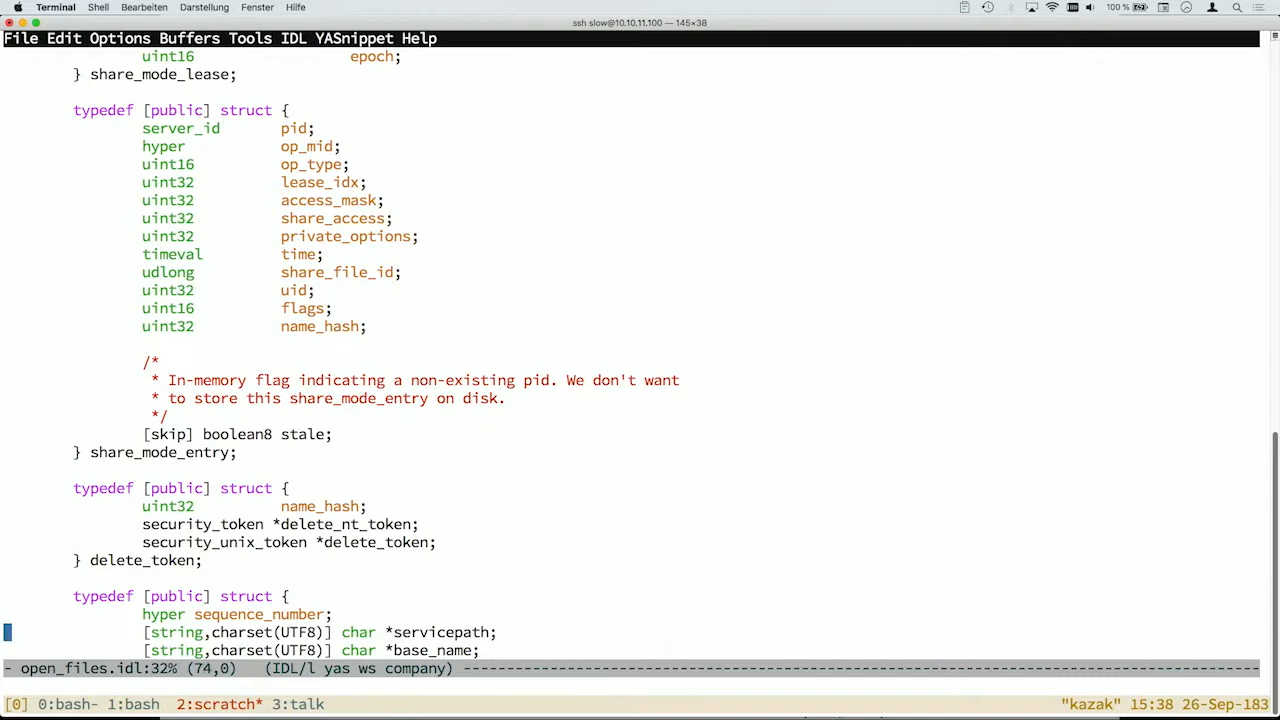 Terminal Shell Bearbeiten Darstellung Fenster Hilfe 100 %
ssh slow@10.10.11.100 — 145×38
File Edit Options Buffers Tools IDL YASnippet Help
uint16 epoch;
} share_mode_lease;
typedef [public] struct {
server_id pid;
hyper op_mid;
uint16 op_type;
uint32 lease_idx;
uint32 access_mask;
uint32 share_access;
uint32 private_options;
timeval time;
udlong share_file_id;
uint32 uid;
uint16 flags;
uint32 name_hash;
/*
* In-memory flag indicating a non-existing pid. We don't want
* to store this share_mode_entry on disk.
*/
[skip] boolean8 stale;
} share_mode_entry;
typedef [public] struct {
uint32 name_hash;
security_token *delete_nt_token;
security_unix_token *delete_token;
} delete_token;
typedef [public] struct {
hyper sequence_number;
[string,charset(UTF8)] char *servicepath;
[string,charset(UTF8)] char *base_name;
- open_files.idl:32% (74,0) (IDL/l yas ws company) ----------------------------------------------------------------
[0] 0:bash- 1:bash 2:scratch* 3:talk "kazak" 15:38 26-Sep-183